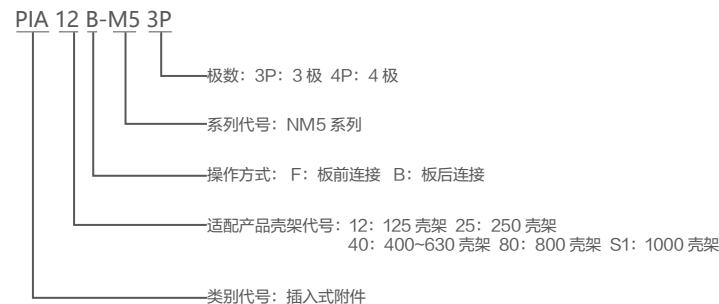 PIA 12 B-M5 3P
极数：3P：3 极 4P：4 极
系列代号：NM5 系列
操作方式： F：板前连接 B：板后连接
适配产品壳架代号：12：125 壳架 25：250 壳架
40：400~630 壳架 80：800 壳架 S1：1000 壳架
类别代号：插入式附件